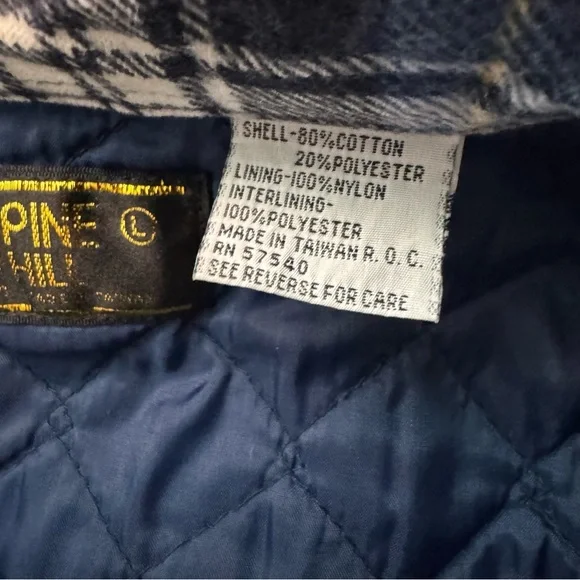 SHELL-80%COTTON
20%POLYESTER
LINING-100%NYLON
INTERLINING-
100%POLYESTER
MADE IN TAIWAN R.O.C.
RN 57540
SEE REVERSE FOR CARE
PINE L
HILL